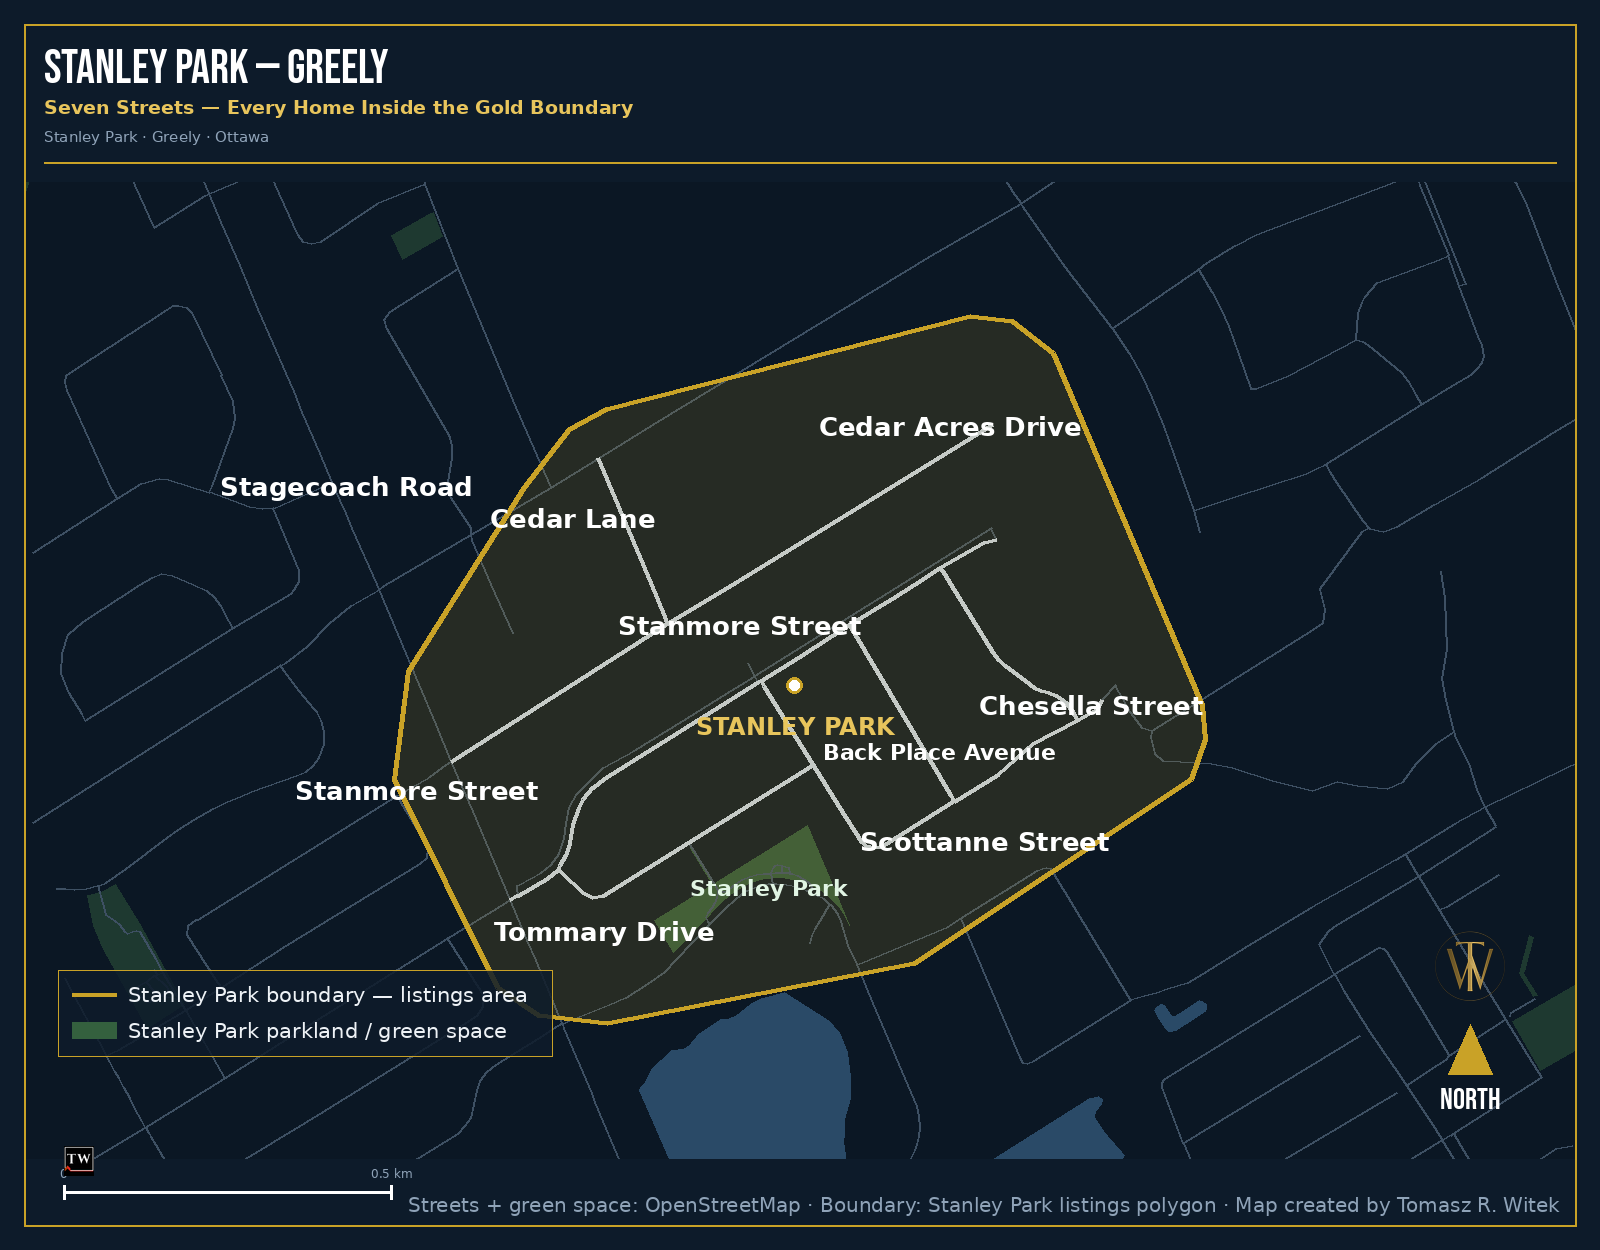 STANLEY PARK — GREELY
Seven Streets — Every Home Inside the Gold Boundary
Stanley Park · Greely · Ottawa
Cedar Acres Drive
Stagecoach Road
Cedar Lane
Stanmore Street
Chesella Street
STANLEY PARK
Back Place Avenue
Stanmore Street
Scottanne Street
Stanley Park
Tommary Drive
Stanley Park boundary — listings area
Stanley Park parkland / green space
NORTH
TW
0 0.5 km
Streets + green space: OpenStreetMap · Boundary: Stanley Park listings polygon · Map created by Tomasz R. Witek